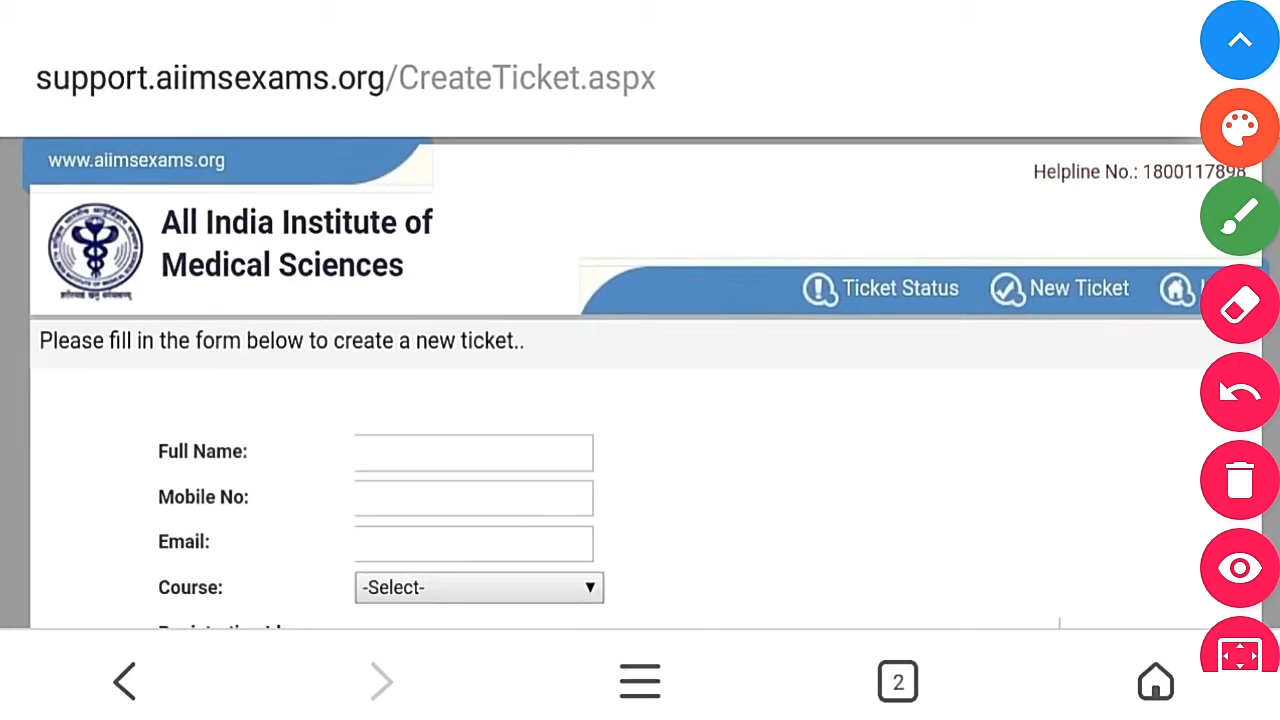 support.aiimsexams.org/CreateTicket.aspx
www.aiimsexams.org
Helpline No.: 1800117898
All India Institute of
Medical Sciences
Ticket Status
New Ticket
Please fill in the form below to create a new ticket..
Full Name:
Mobile No:
Email:
Course:
-Select-
2